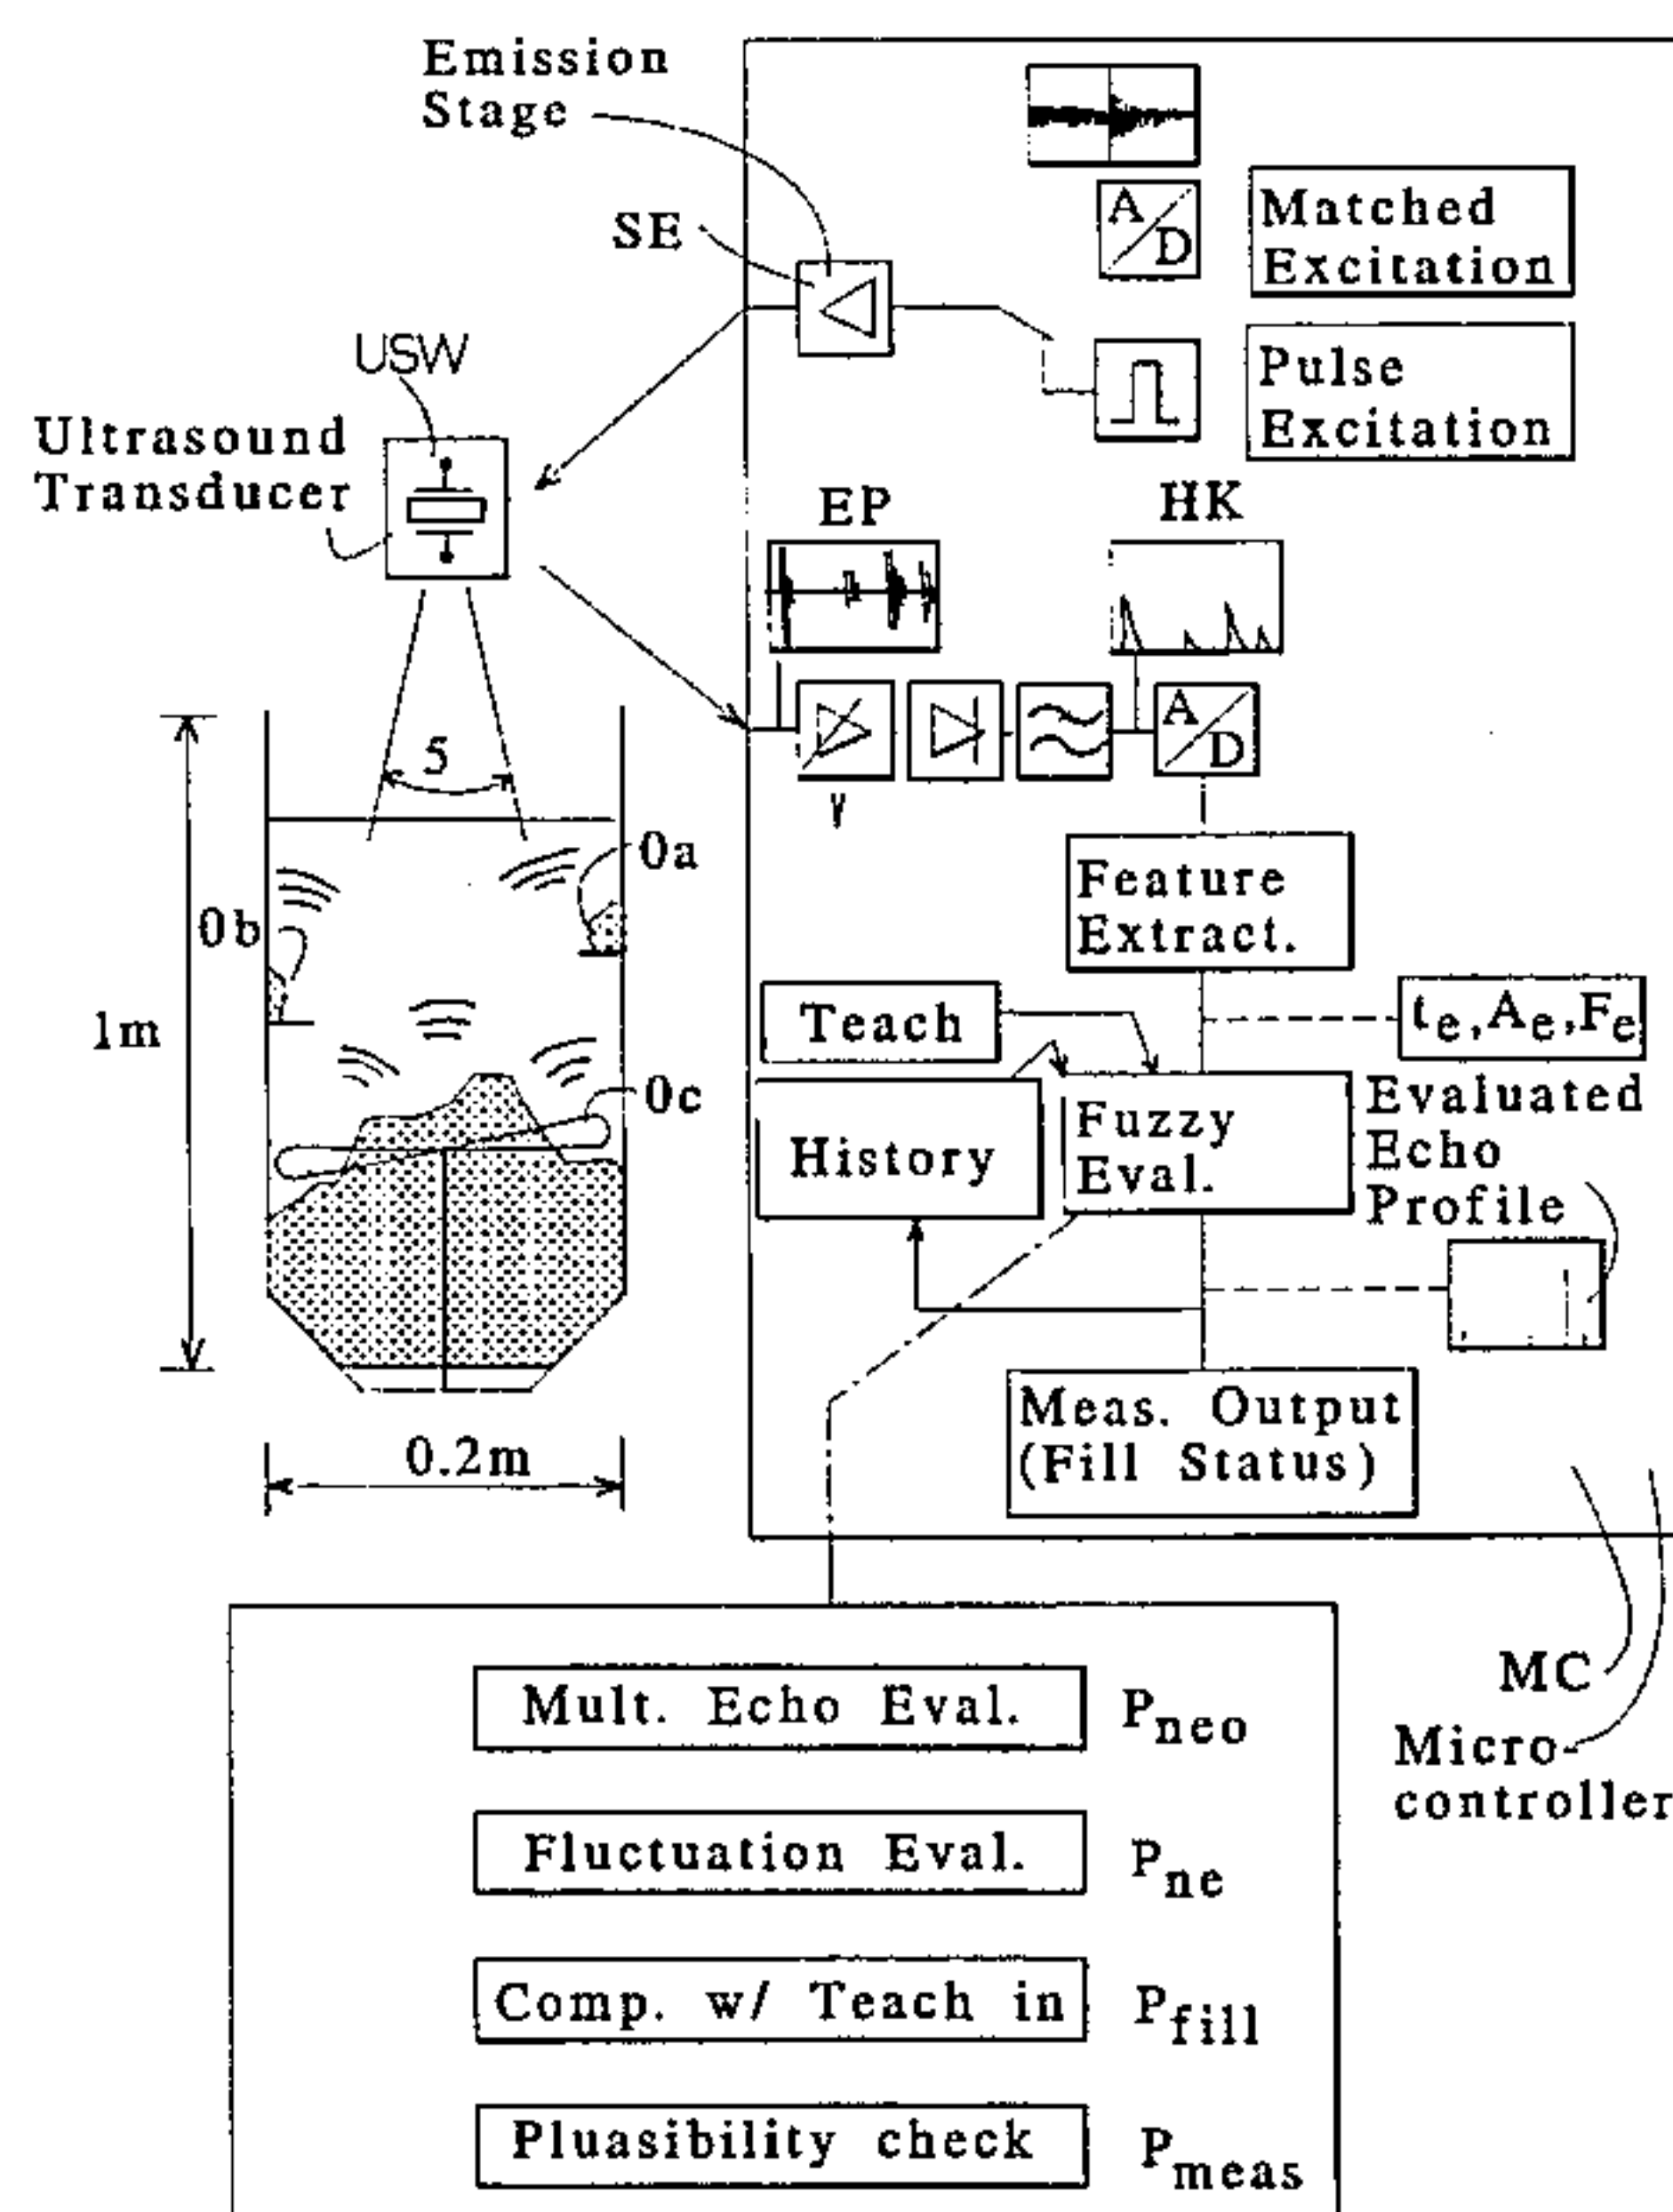 Emission
Stage
SE
A
D
Matched
Excitation
Pulse
Excitation
USW
Ultrasound
Transducer
EP
HK
A
D
V
5
0a
0b
0c
1m
0.2m
Feature
Extract.
Teach
te,Ae,Fe
History
Fuzzy
Eval.
Evaluated
Echo
Profile
Meas. Output
(Fill Status)
MC
Micro-
controller
Mult. Echo Eval. Pneo
Fluctuation Eval. Pne
Comp. w/ Teach in Pfill
Pluasibility check Pmeas